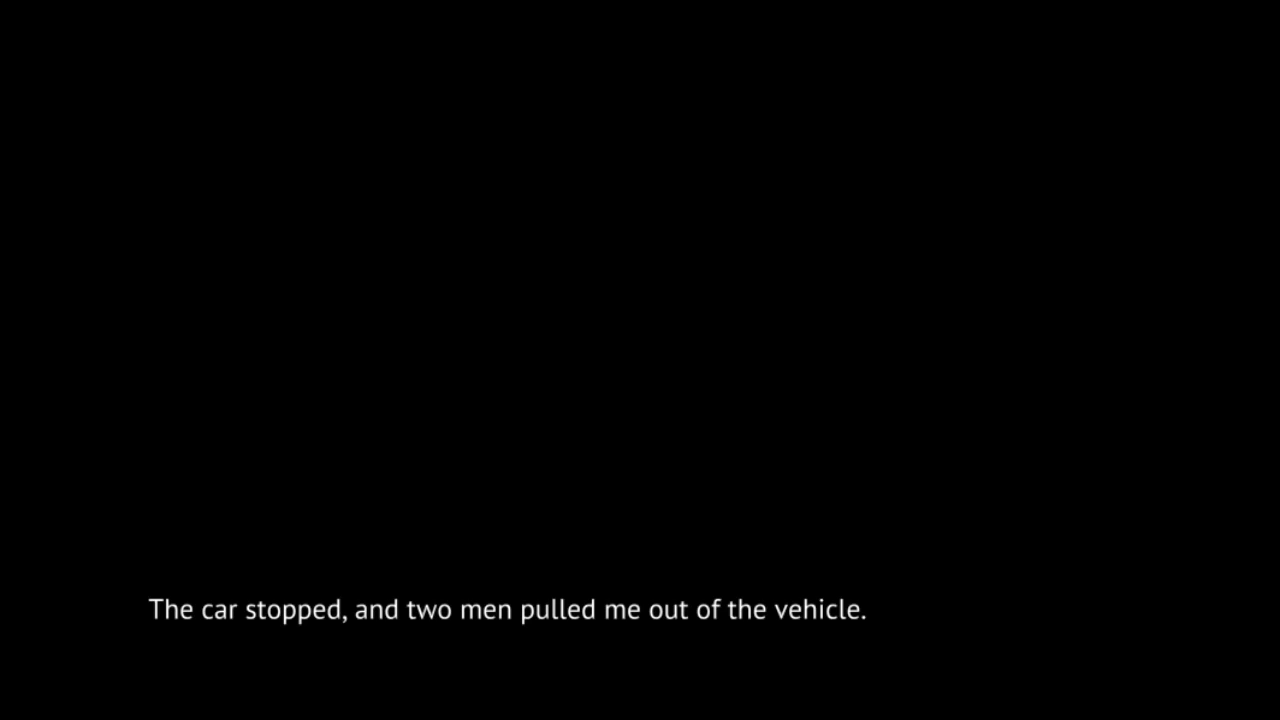 The car stopped, and two men pulled me out of the vehicle.